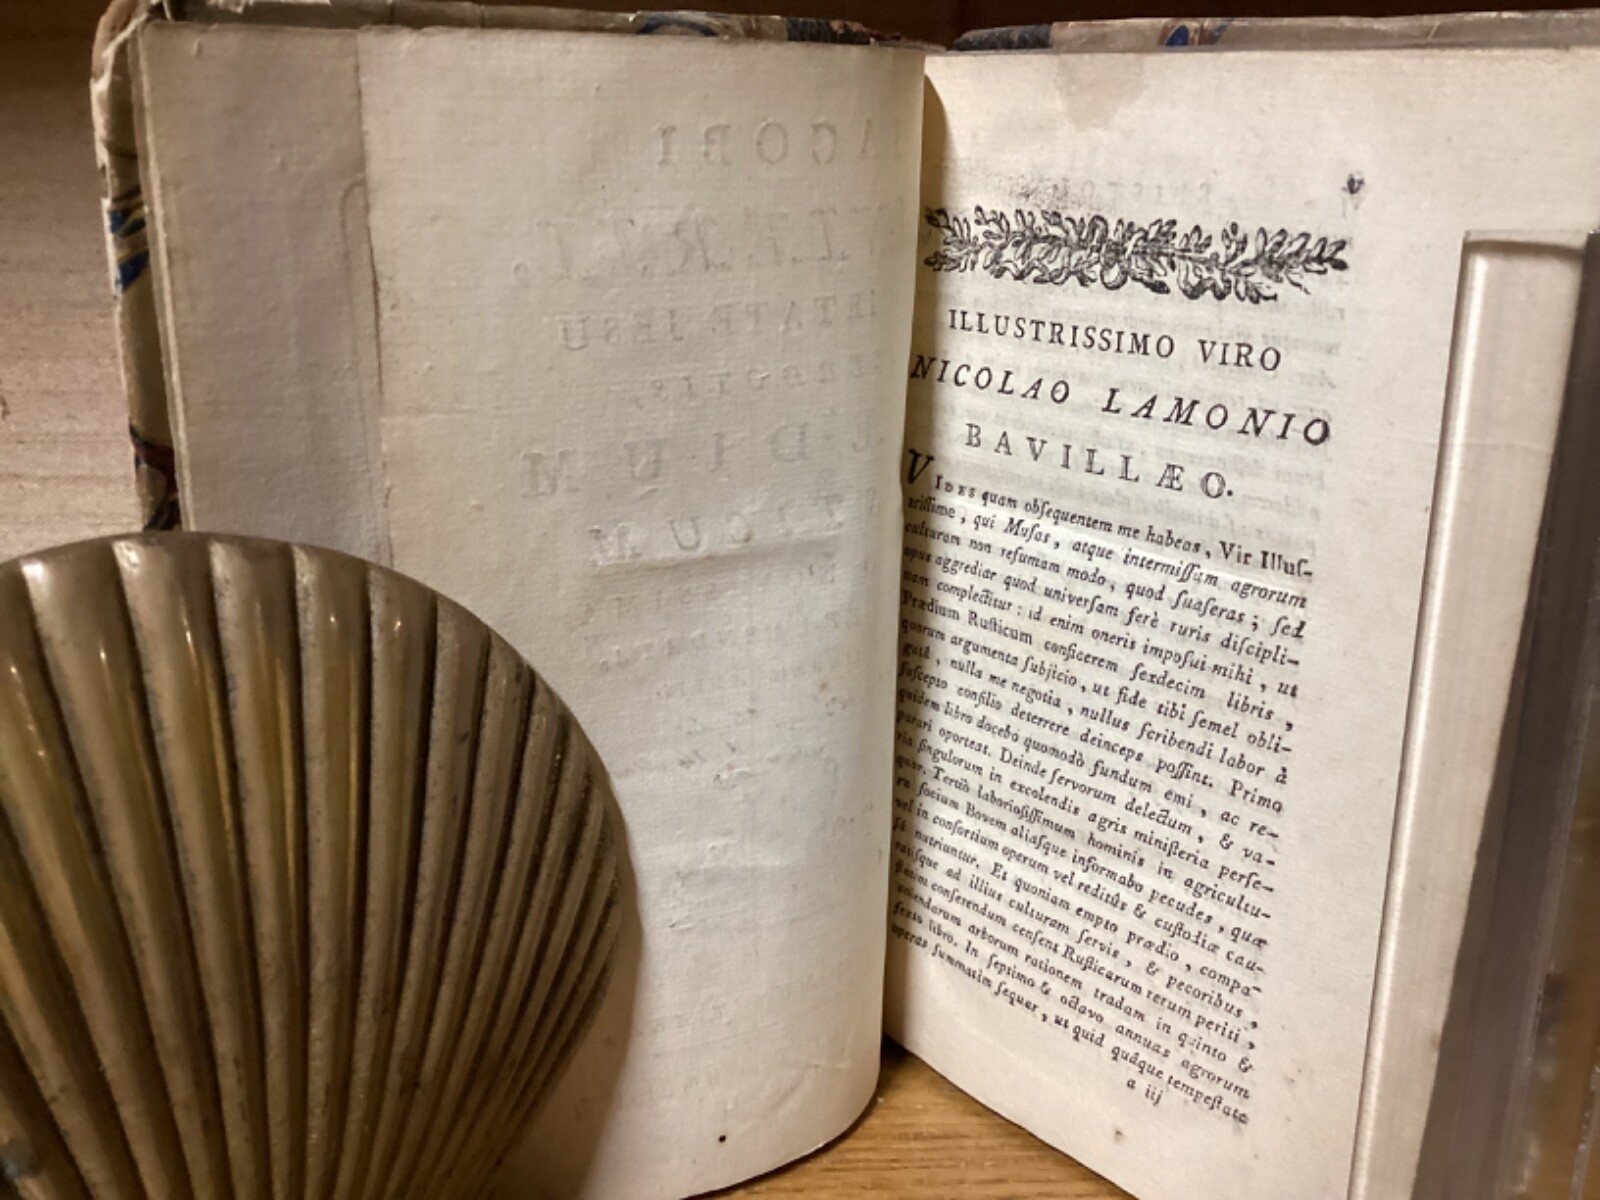 v
ILLUSTRISSIMO VIRO
NICOLAO LAMONIO
BAVILLÆO.
VIDES quam obſequentem me habeas, Vir Illuſ-
triſſime, qui Muſas, atque intermiſſam agrorum
culturam non reſumam modo, quod ſuaſeras; ſed
opus aggrediar quod univerſam ferè ruris diſcipli-
nam complectitur: id enim oneris impoſui mihi, ut
Prædium Ruſticum conficerem ſexdecim libris,
quorum argumenta ſubjicio, ut fide tibi ſemel obli-
gatâ, nulla me negotia, nullus ſcribendi labor à
ſuſcepto conſilio deterrere deinceps poſſint. Primo
quidem libro docebo quomodò fundum emi, ac re-
parari oporteat. Deinde ſervorum delectum, & va-
ria ſingulorum in excolendis agris miniſteria perſe-
quar. Tertiò laborioſiſſimum hominis in agricultu-
ra ſocium Bovem aliaſque informabo pecudes, quæ
vel in conſortium operum vel reditûs & cuſtodiæ cau-
ſâ nutriuntur. Et quoniam empto prædio, compa-
ratiſque ad illius culturam ſervis, & pecoribus,
ſtatim conſerendum cenſent Ruſticarum rerum periti,
colendarum arborum rationem tradam in quinto &
ſexto libro. In ſeptimo & octavo annuas agrorum
operas ſummatim ſequar, ut quid quâque tempeſtate
a iij